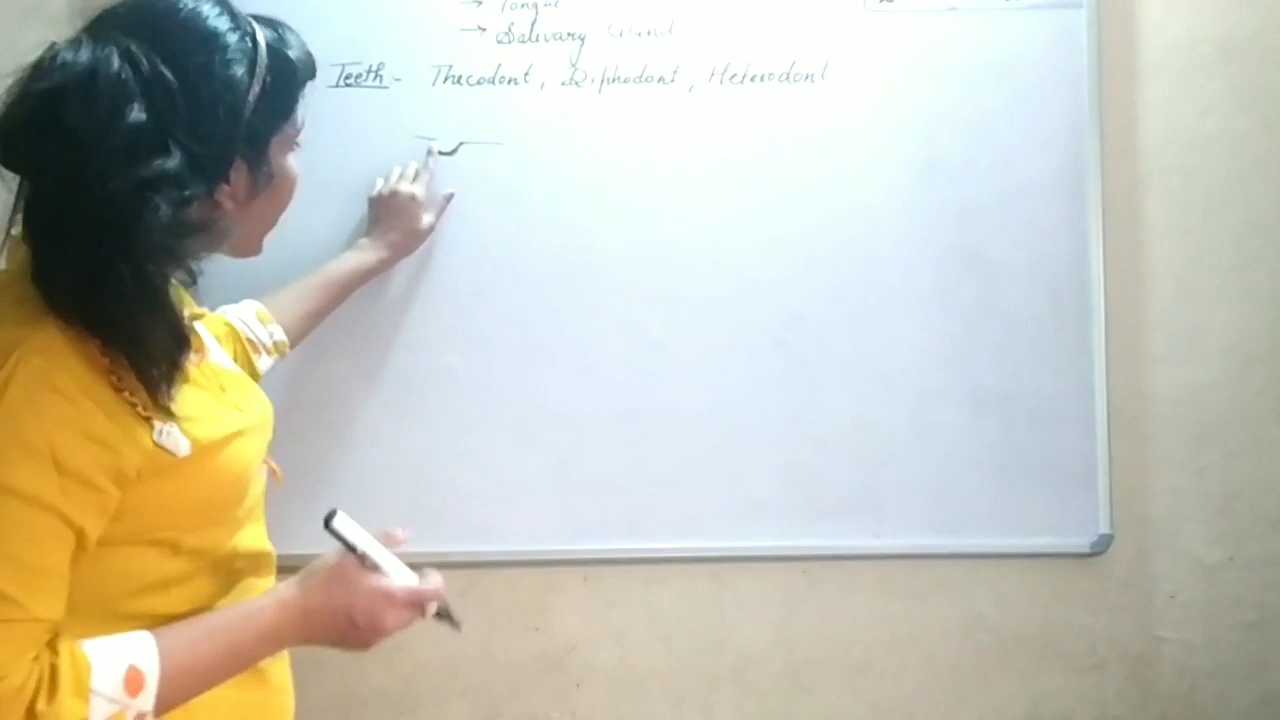 → Tongue
→ Salivary Gland
Teeth - Thecodont, Diphodont, Heterodont